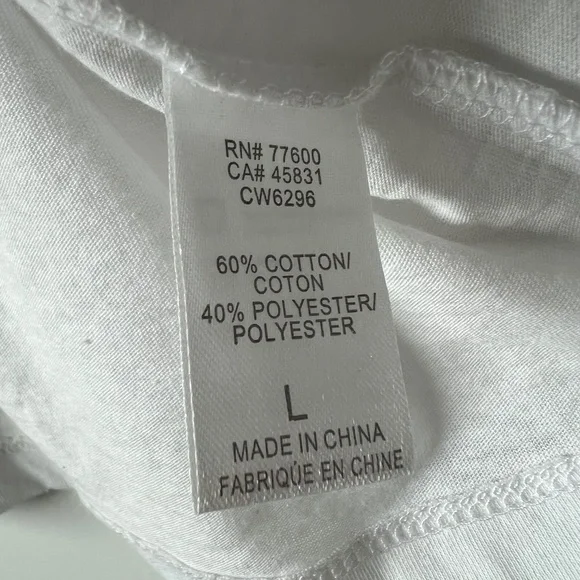 RN# 77600
CA# 45831
CW6296
60% COTTON/
COTON
40% POLYESTER/
POLYESTER
L
MADE IN CHINA
FABRIQUÉ EN CHINE